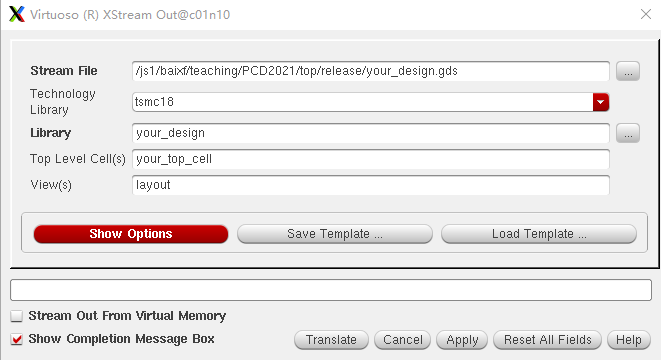 Virtuoso (R) XStream Out@c01n10
Stream File /js1/baixf/teaching/PCD2021/top/release/your_design.gds ...
Technology Library tsmc18
Library your_design ...
Top Level Cell(s) your_top_cell
View(s) layout
Show Options Save Template ... Load Template ...
Stream Out From Virtual Memory
Show Completion Message Box Translate Cancel Apply Reset All Fields Help